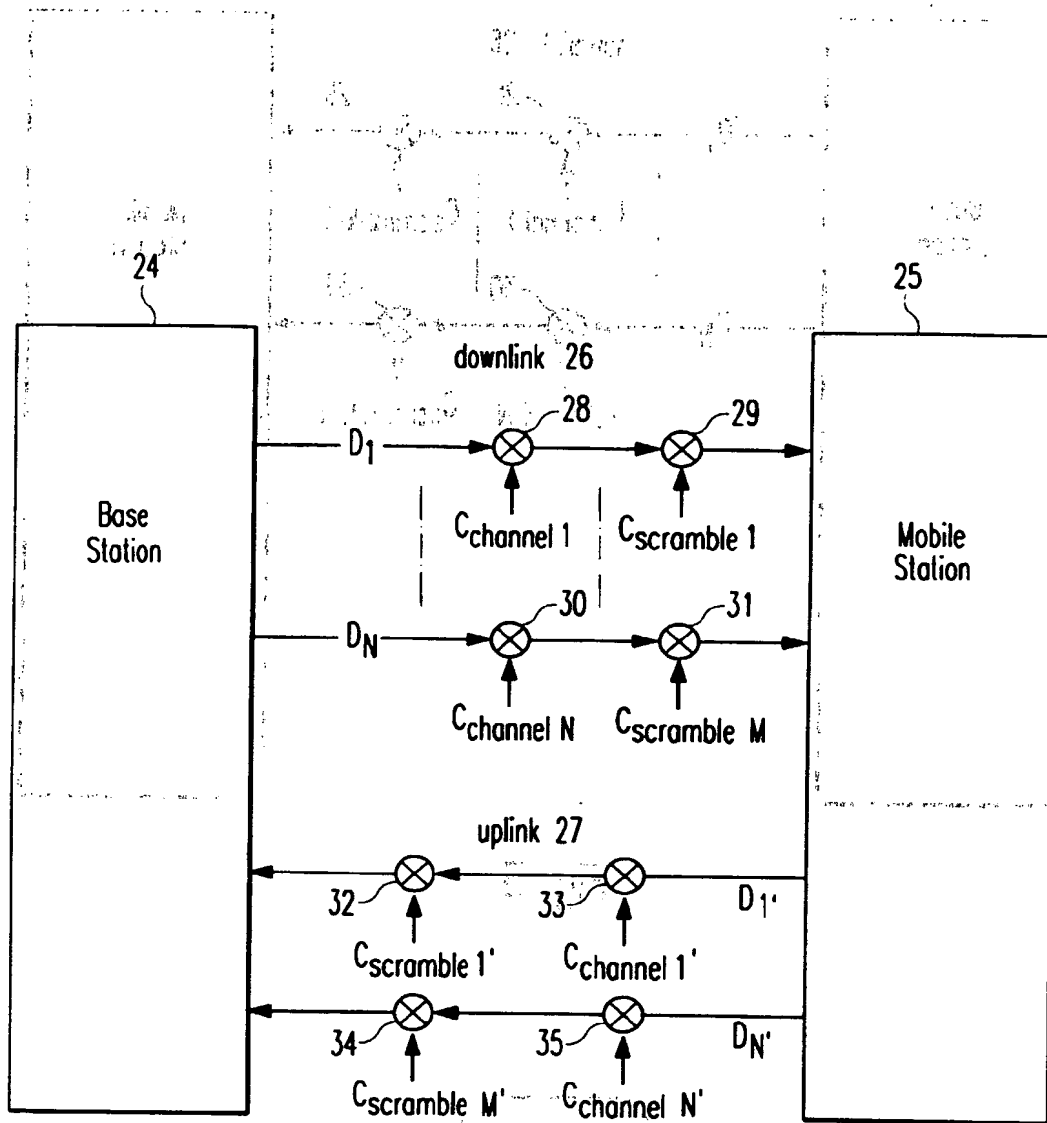 24
25
downlink 26
28
29
D1
Cchannel 1
Cscramble 1
Base
Station
Mobile
Station
30
31
DN
Cchannel N
Cscramble M
uplink 27
32
33
D1'
Cscramble 1'
Cchannel 1'
34
35
DN'
Cscramble M'
Cchannel N'